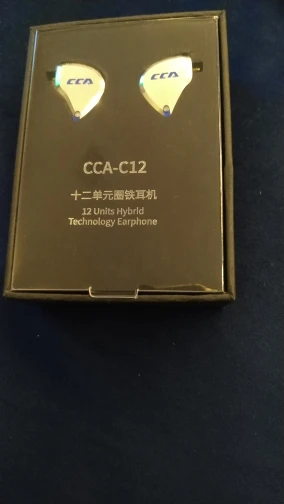 CCA CCA
CCA-C12
十二单元圈铁耳机
12 Units Hybrid
Technology Earphone